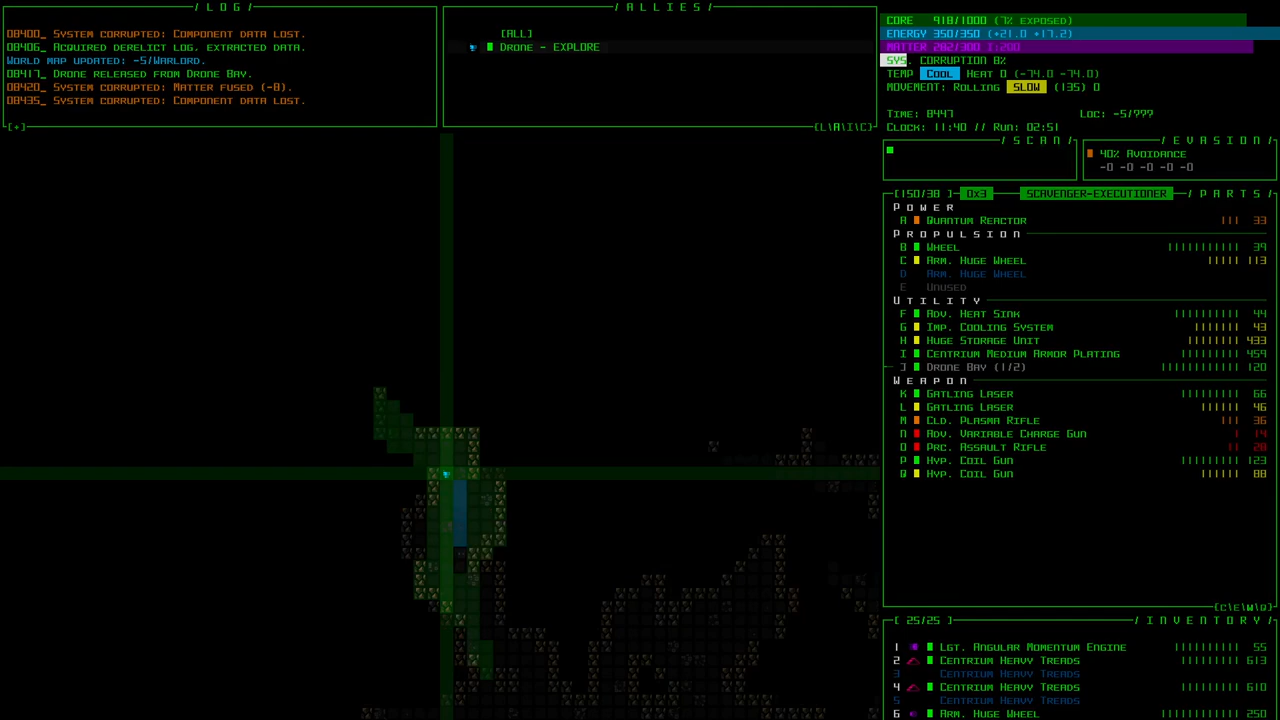 / L O G /
08400_ System corrupted: Component data lost.
08406_ Acquired derelict log, extracted data.
World map updated: -5/Warlord.
08417_ Drone released from Drone Bay.
08420_ System corrupted: Matter fused (-8).
08435_ System corrupted: Component data lost.
[+]
/ A L L I E S /
[ALL]
Drone - EXPLORE
(L\A\I\C)
CORE 918/1000 (7% exposed)
ENERGY 350/350 (+21.0 +17.2)
MATTER 282/300
SYS. CORRUPTION 8%
TEMP Cool Heat 0 (-74.0 -74.0)
MOVEMENT: Rolling SLOW (135) 0
Time: 8447 Loc: -5/???
Clock: 11:40 // Run: 02:51
/ S C A N /
/ E V A S I O N /
40% Avoidance
-0 -0 -0 -0 -0
[150/38 ] 0x3 SCAVENGER-EXECUTIONER / P A R T S /
P o w e r
A Quantum Reactor 33
P r o p u l s i o n
B Wheel 39
C Arm. Huge Wheel 113
D Arm. Huge Wheel
E Unused
U t i l i t y
F Adv. Heat Sink 44
G Imp. Cooling System 43
H Huge Storage Unit 433
I Centrium Medium Armor Plating 459
J Drone Bay (1/2) 120
W e a p o n
K Gatling Laser 66
L Gatling Laser 46
M Cld. Plasma Rifle 36
N Adv. Variable Charge Gun 14
O Prc. Assault Rifle 28
P Hyp. Coil Gun 123
Q Hyp. Coil Gun 88
(C\E\W\Q)
[ 25/25 ] / I N V E N T O R Y /
1 Lgt. Angular Momentum Engine 55
2 Centrium Heavy Treads 613
3 Centrium Heavy Treads
4 Centrium Heavy Treads 610
5 Centrium Heavy Treads
6 Arm. Huge Wheel 250